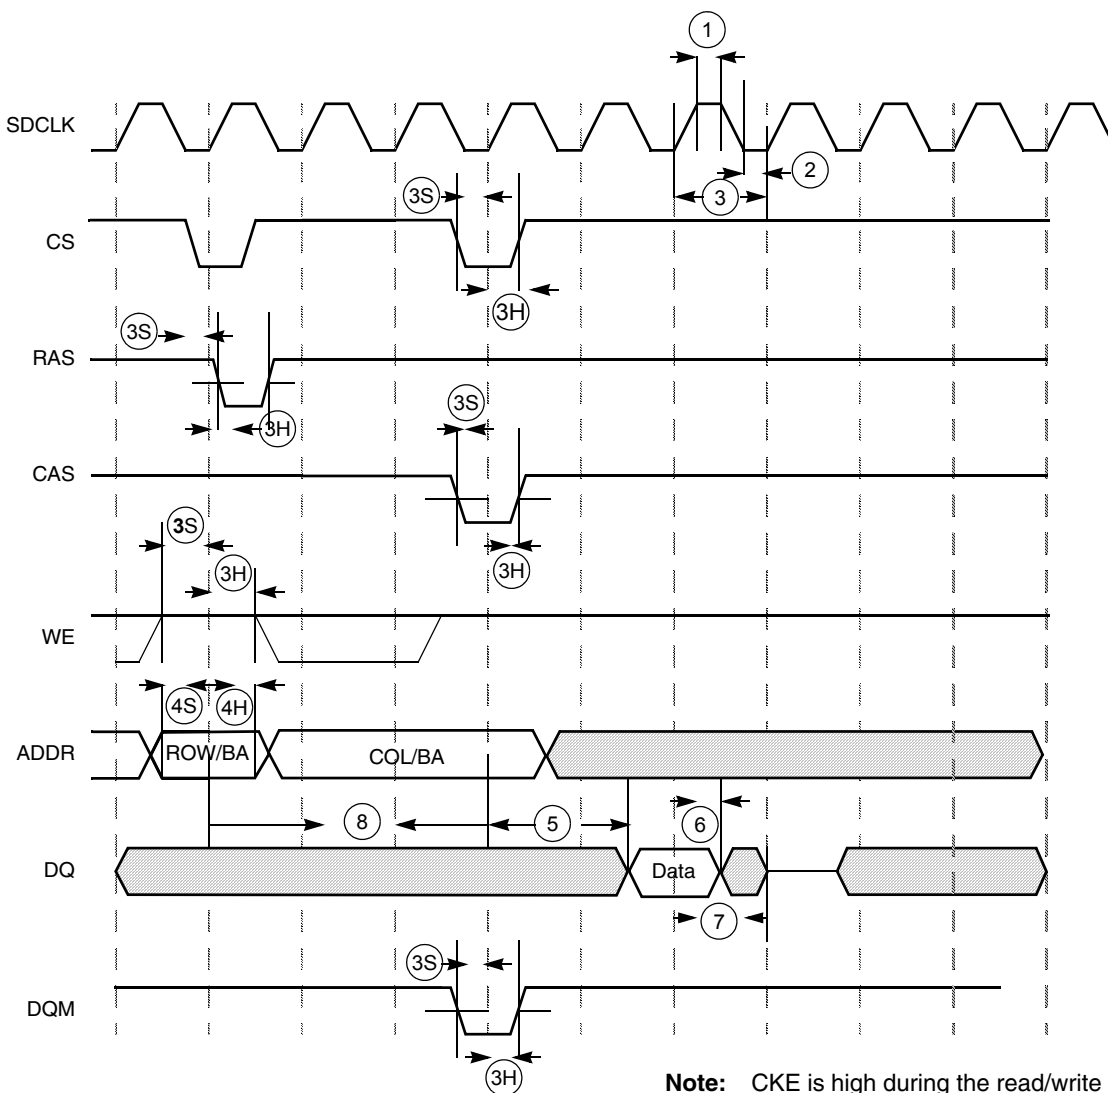 1
SDCLK
2
3S
3
CS
3H
3S
RAS
3S
3H
CAS
3S
3H
3H
WE
4S
4H
ADDR
ROW/BA
COL/BA
8
5
6
DQ
Data
7
3S
DQM
3H
Note: CKE is high during the read/write